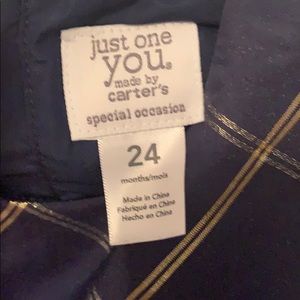 just one
you®
made by
carter's
special occasion
24
months/mois
Made in China
Fabriqué en Chine
Hecho en China